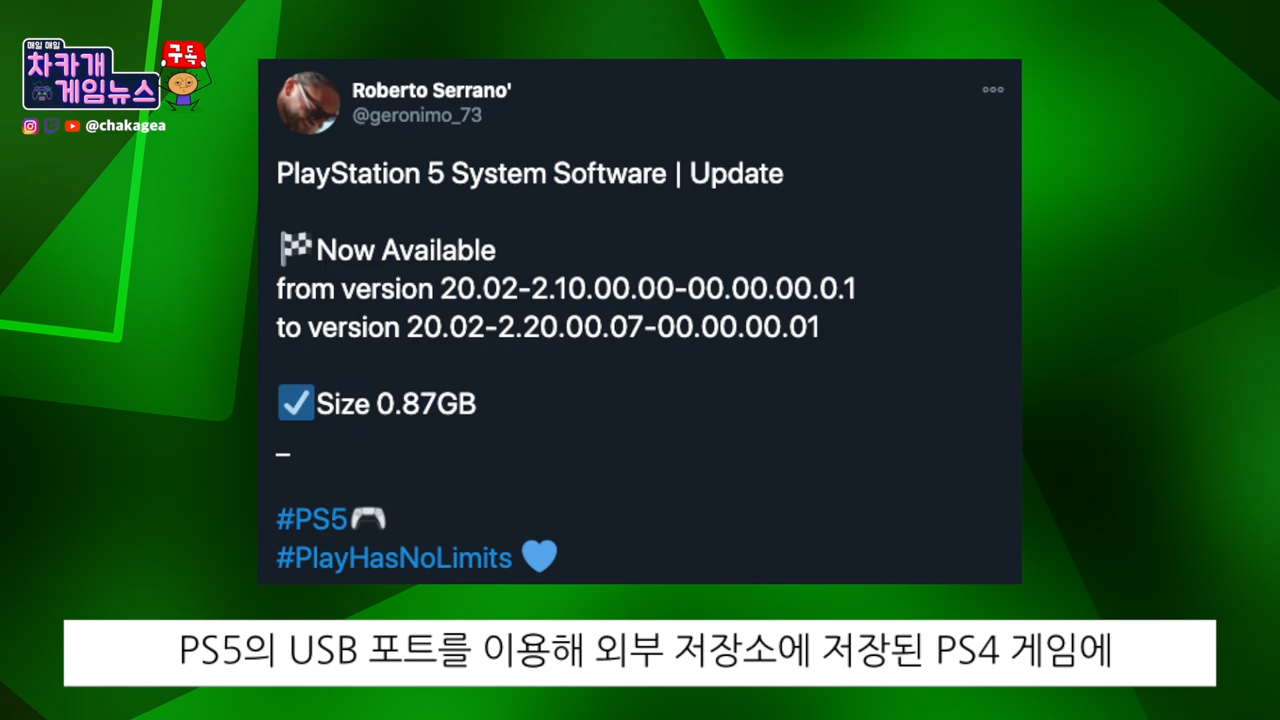 매일 매일
차카개
게임뉴스
구독
@chakagea
Roberto Serrano'
@geronimo_73
PlayStation 5 System Software | Update
Now Available
from version 20.02-2.10.00.00-00.00.00.0.1
to version 20.02-2.20.00.07-00.00.00.01
Size 0.87GB
–
#PS5
#PlayHasNoLimits
PS5의 USB 포트를 이용해 외부 저장소에 저장된 PS4 게임에